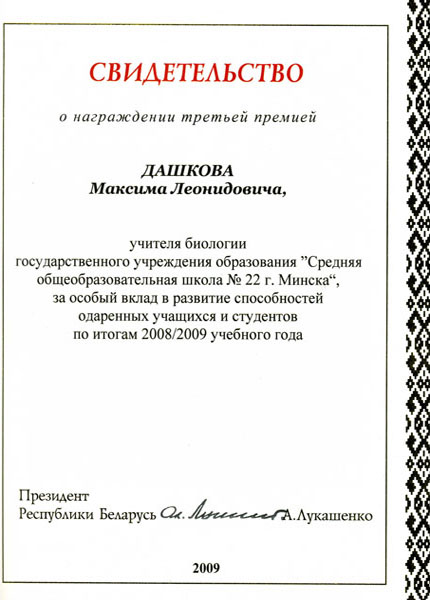 СВИДЕТЕЛЬСТВО
о награждении третьей премией
ДАШКОВА
Максима Леонидовича,
учителя биологии
государственного учреждения образования ”Средняя
общеобразовательная школа № 22 г. Минска“,
за особый вклад в развитие способностей
одаренных учащихся и студентов
по итогам 2008/2009 учебного года
Президент
Республики Беларусь А.Лукашенко
2009